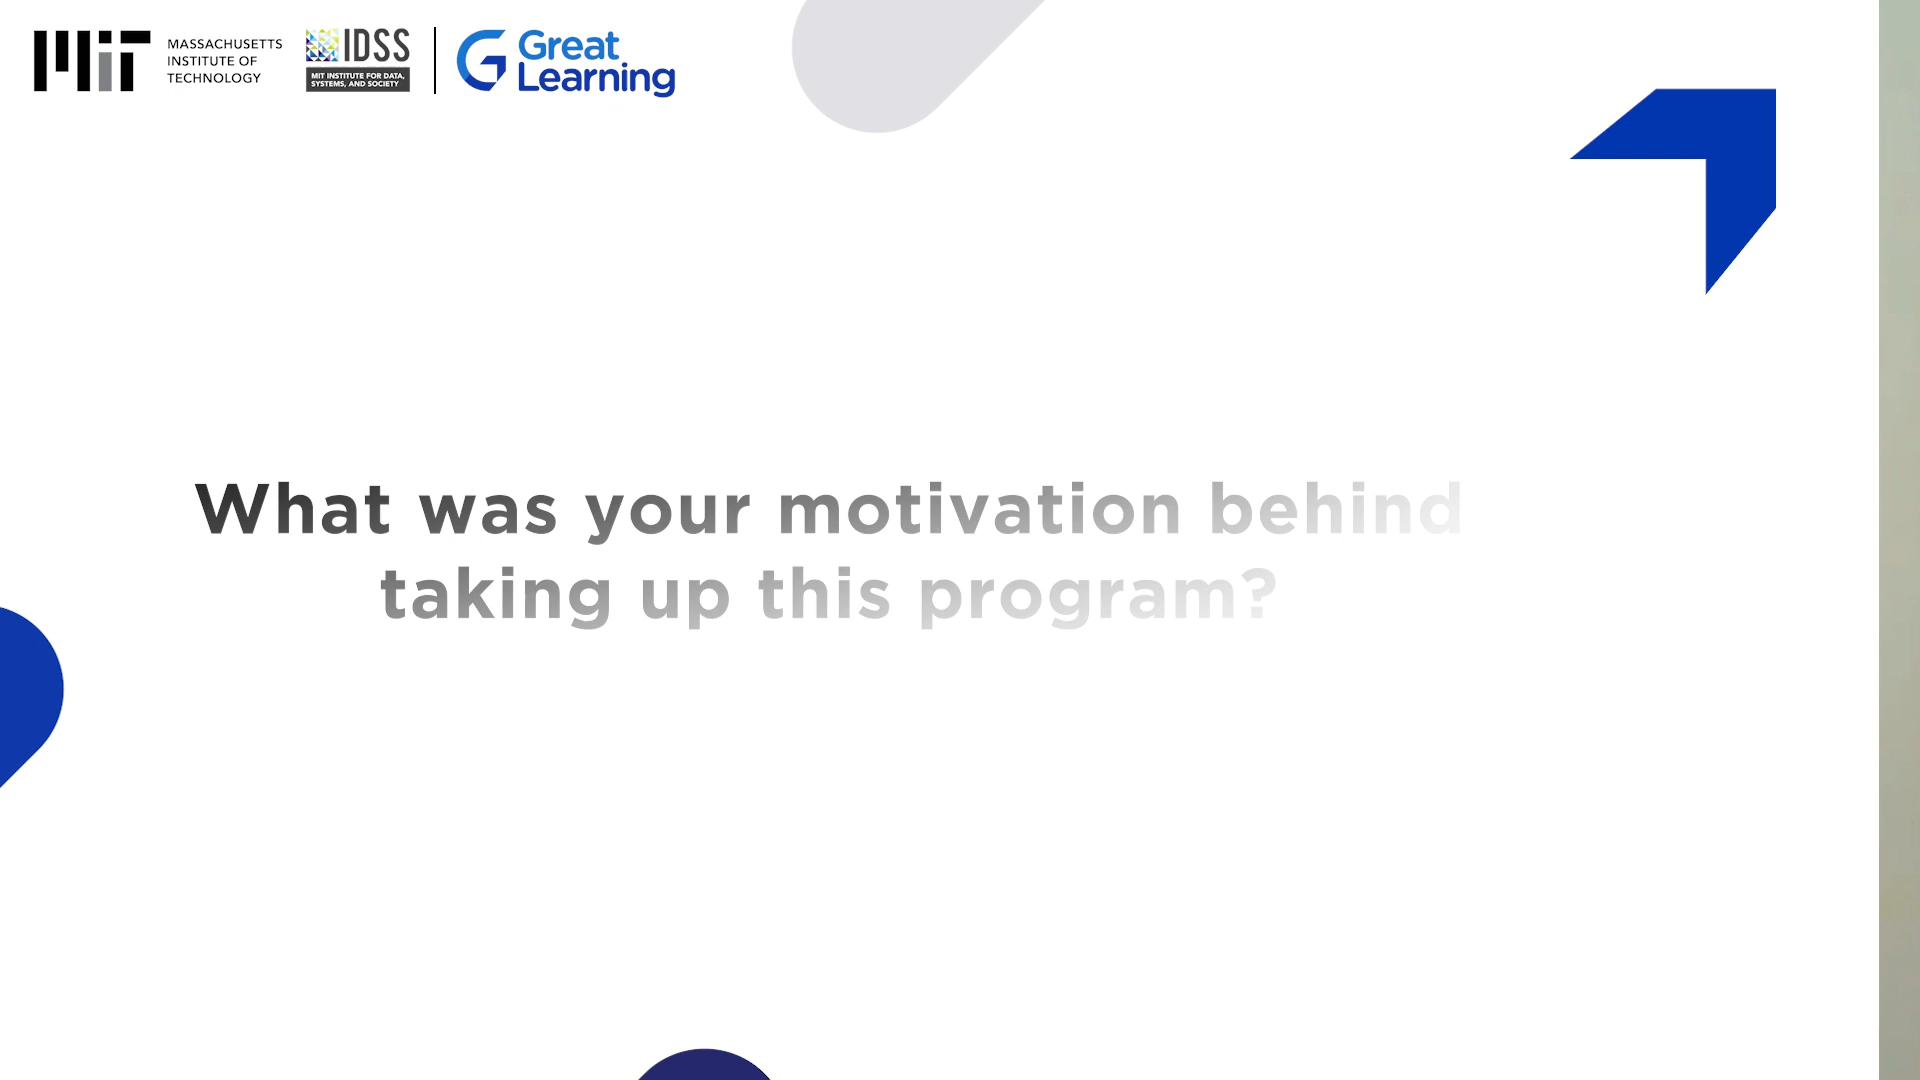 MIT
MASSACHUSETTS
INSTITUTE OF
TECHNOLOGY
IDSS
MIT INSTITUTE FOR DATA,
SYSTEMS, AND SOCIETY
Great
Learning
What was your motivation behind
taking up this program?